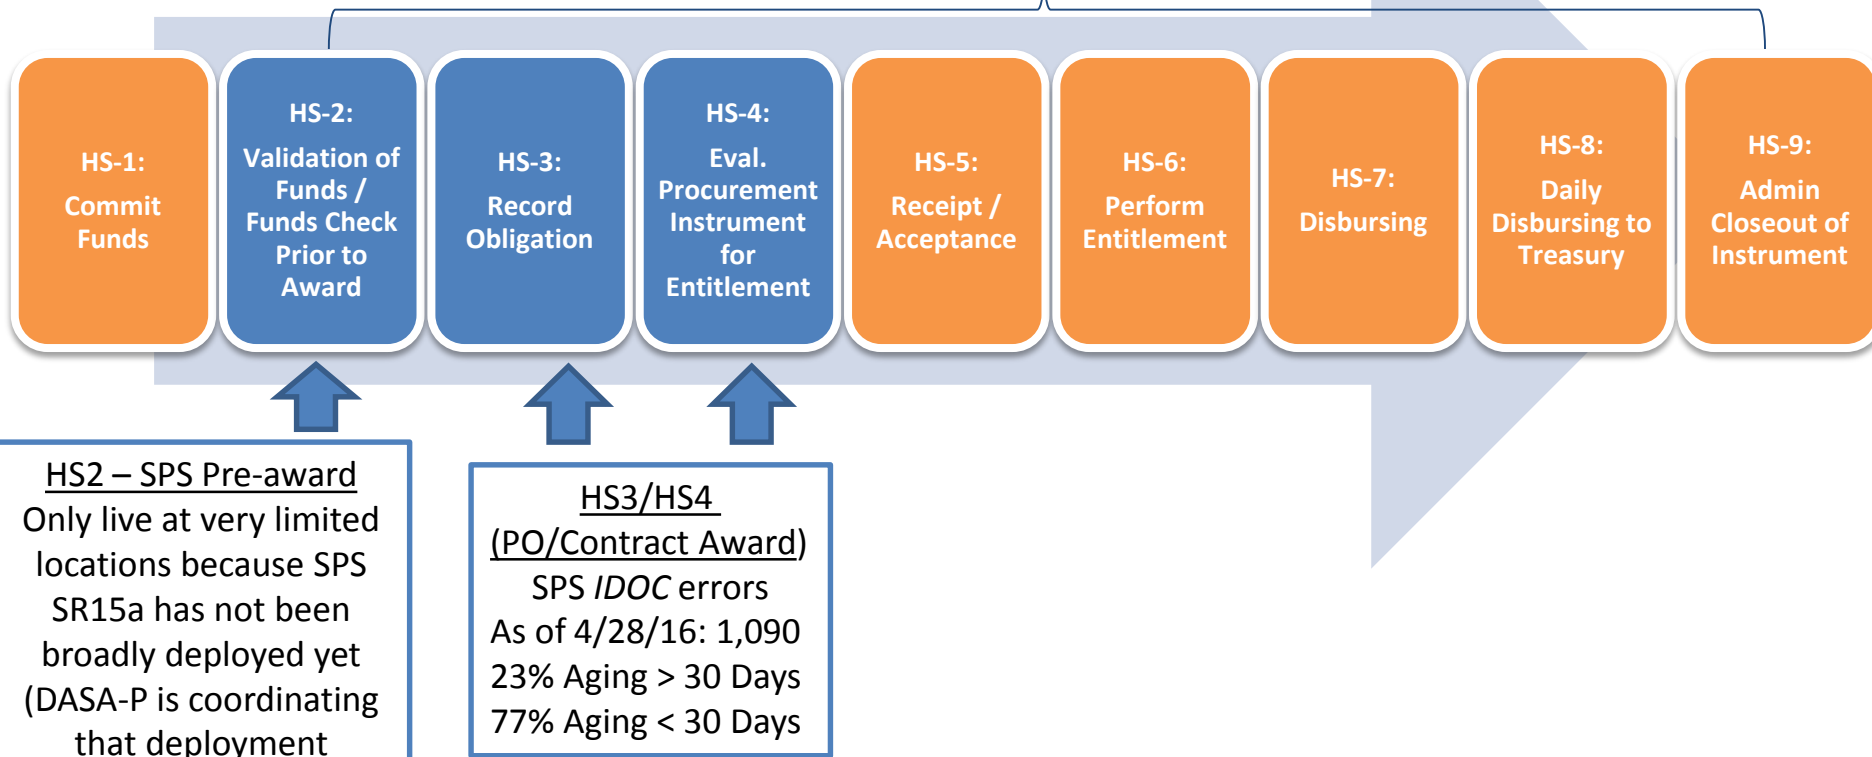 HS-1:
Commit
Funds
HS-2:
Validation of
Funds /
Funds Check
Prior to
Award
HS-3:
Record
Obligation
HS-4:
Eval.
Procurement
Instrument
for
Entitlement
HS-5:
Receipt /
Acceptance
HS-6:
Perform
Entitlement
HS-7:
Disbursing
HS-8:
Daily
Disbursing to
Treasury
HS-9:
Admin
Closeout of
Instrument
HS2 – SPS Pre-award
Only live at very limited
locations because SPS
SR15a has not been
broadly deployed yet
(DASA-P is coordinating
that deployment
HS3/HS4
(PO/Contract Award)
SPS IDOC errors
As of 4/28/16: 1,090
23% Aging > 30 Days
77% Aging < 30 Days